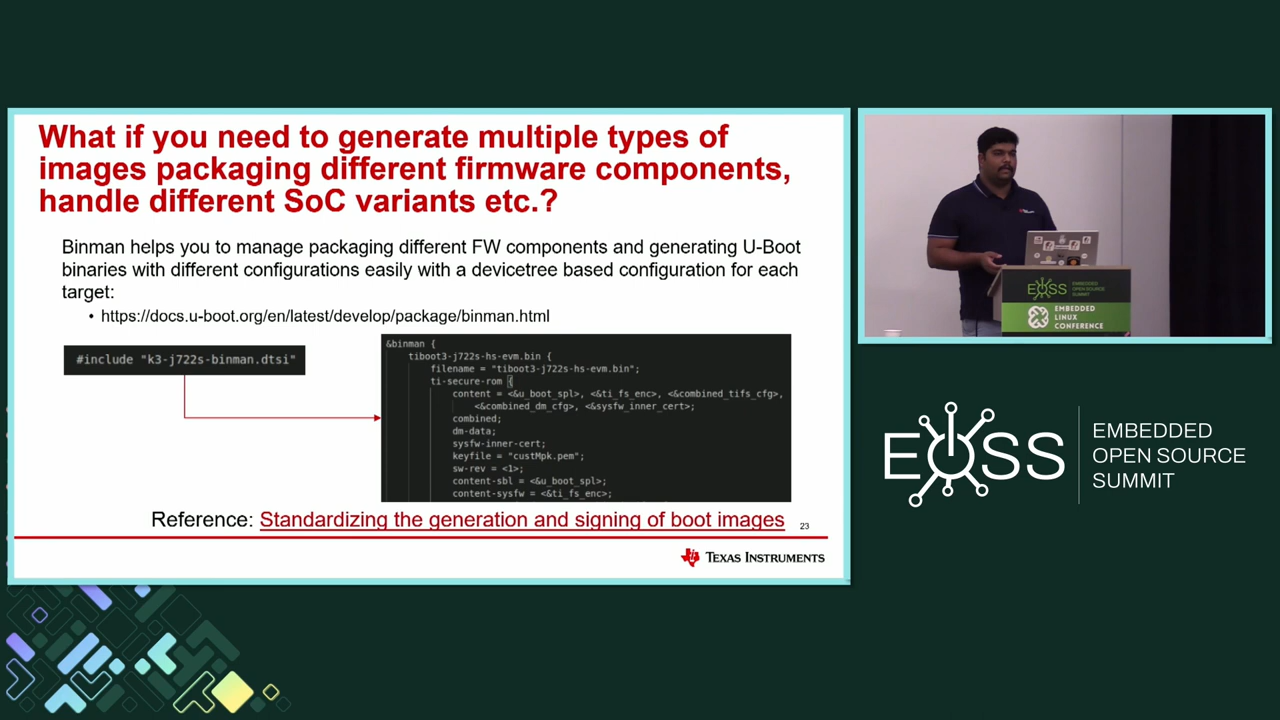 What if you need to generate multiple types of
images packaging different firmware components,
handle different SoC variants etc.?
Binman helps you to manage packaging different FW components and generating U-Boot
binaries with different configurations easily with a devicetree based configuration for each
target:
• https://docs.u-boot.org/en/latest/develop/package/binman.html
#include "k3-j722s-binman.dtsi"
&binman {
tiboot3-j722s-hs-evm.bin {
filename = "tiboot3-j722s-hs-evm.bin";
ti-secure-rom {
content = <&u_boot_spl>, <&ti_fs_enc>, <&combined_tifs_cfg>,
<&combined_dm_cfg>, <&sysfw_inner_cert>;
combined;
dm-data;
sysfw-inner-cert;
keyfile = "custMpk.pem";
sw-rev = <1>;
content-sbl = <&u_boot_spl>;
content-sysfw = <&ti_fs_enc>;
Reference: Standardizing the generation and signing of boot images
23
TEXAS INSTRUMENTS
EOSS
EMBEDDED
OPEN SOURCE
SUMMIT
EMBEDDED
LINUX
CONFERENCE
EOSS
EMBEDDED
OPEN SOURCE
SUMMIT